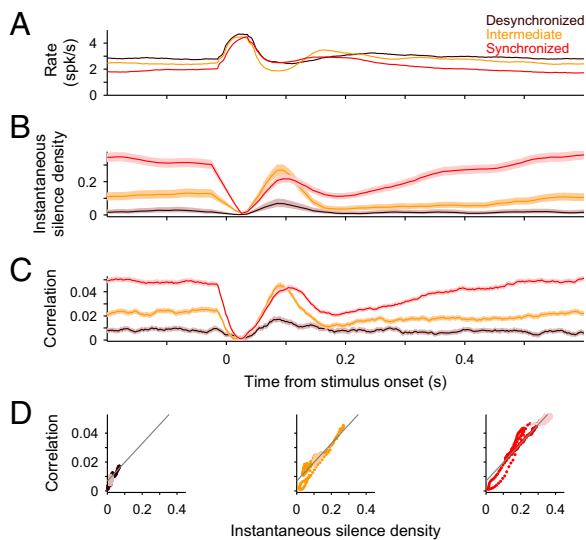 A
Desynchronized
Intermediate
Synchronized
Rate
(spk/s)
4
2
0
B
Instantaneous
silence density
0.2
0
C
Correlation
0.04
0.02
0
0
0.2
0.4
Time from stimulus onset (s)
D
Correlation
0.04
0.02
0
0 0.2 0.4
0 0.2 0.4
0 0.2 0.4
Instantaneous silence density